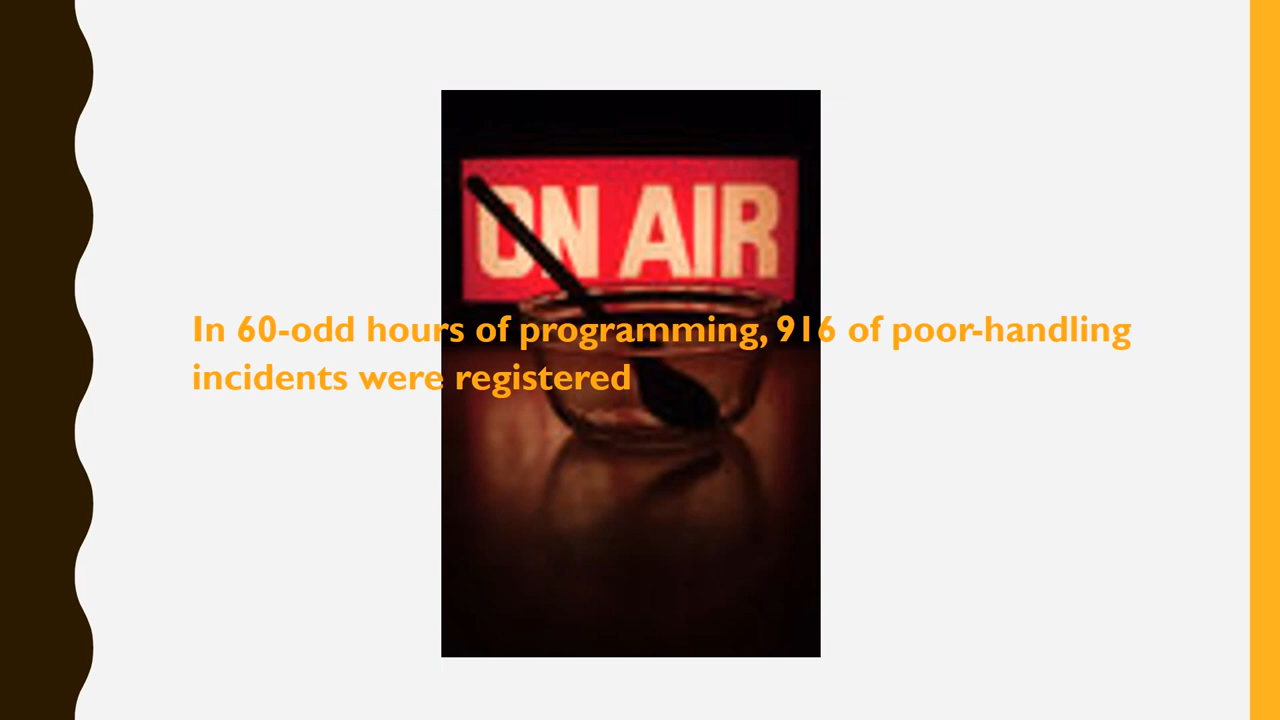 ON AIR
In 60-odd hours of programming, 916 of poor-handling
incidents were registered